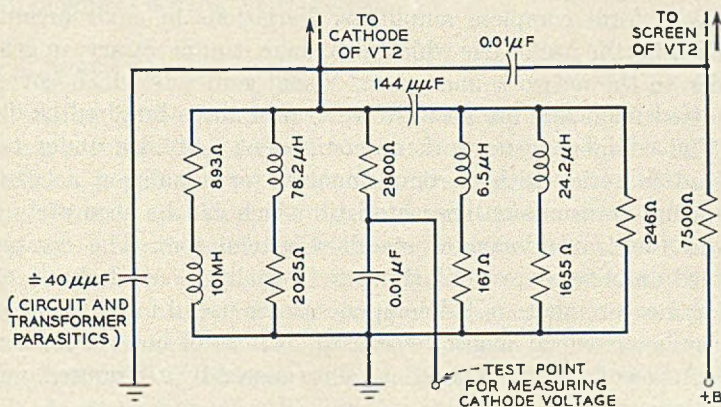 TO
CATHODE
OF VT2
TO
SCREEN
OF VT2
0.01µF
144 µµF
893Ω
78.2µH
2800Ω
6.5µH
24.2µH
246Ω
7500Ω
≐ 40µµF
(CIRCUIT AND
TRANSFORMER
PARASITICS)
10MH
2025Ω
0.01µF
167Ω
1655Ω
TEST POINT
FOR MEASURING
CATHODE VOLTAGE
+B